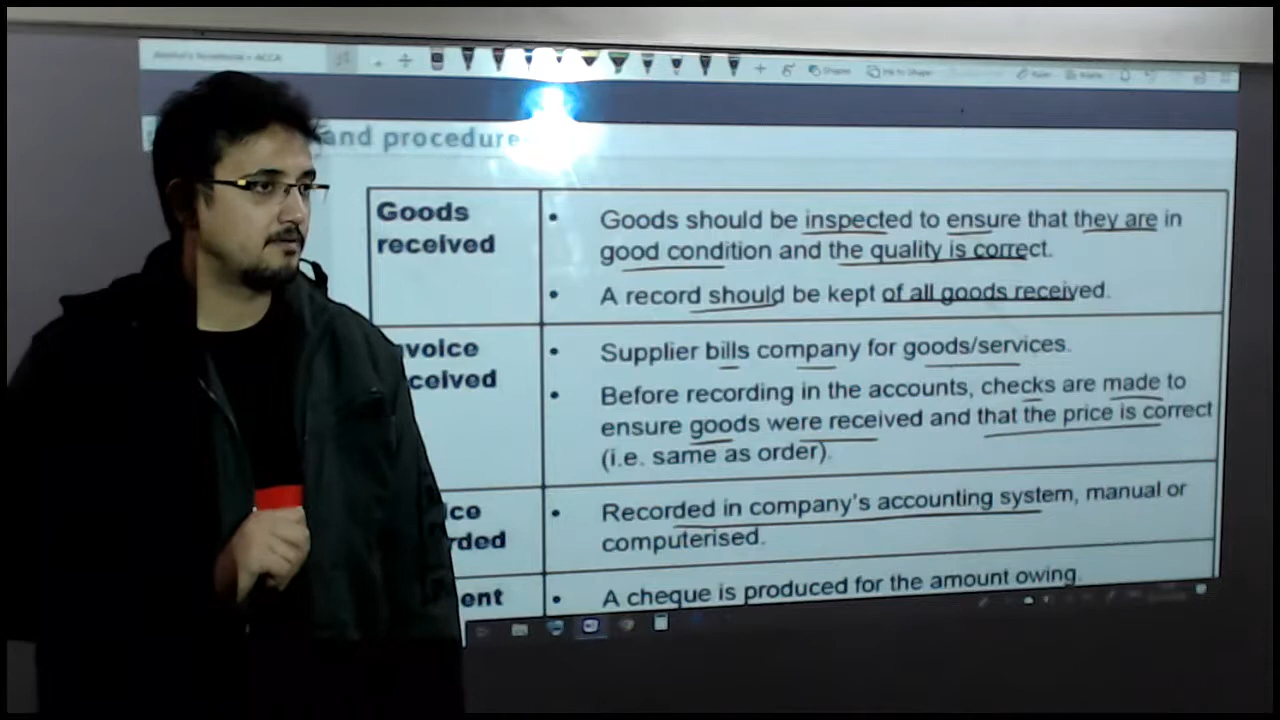 and procedure
Goods
received
• Goods should be inspected to ensure that they are in
good condition and the quality is correct.
• A record should be kept of all goods received.
nvoice
ceived
• Supplier bills company for goods/services.
• Before recording in the accounts, checks are made to
ensure goods were received and that the price is correct
(i.e. same as order).
ice
rded
• Recorded in company's accounting system, manual or
computerised.
ent
• A cheque is produced for the amount owing.